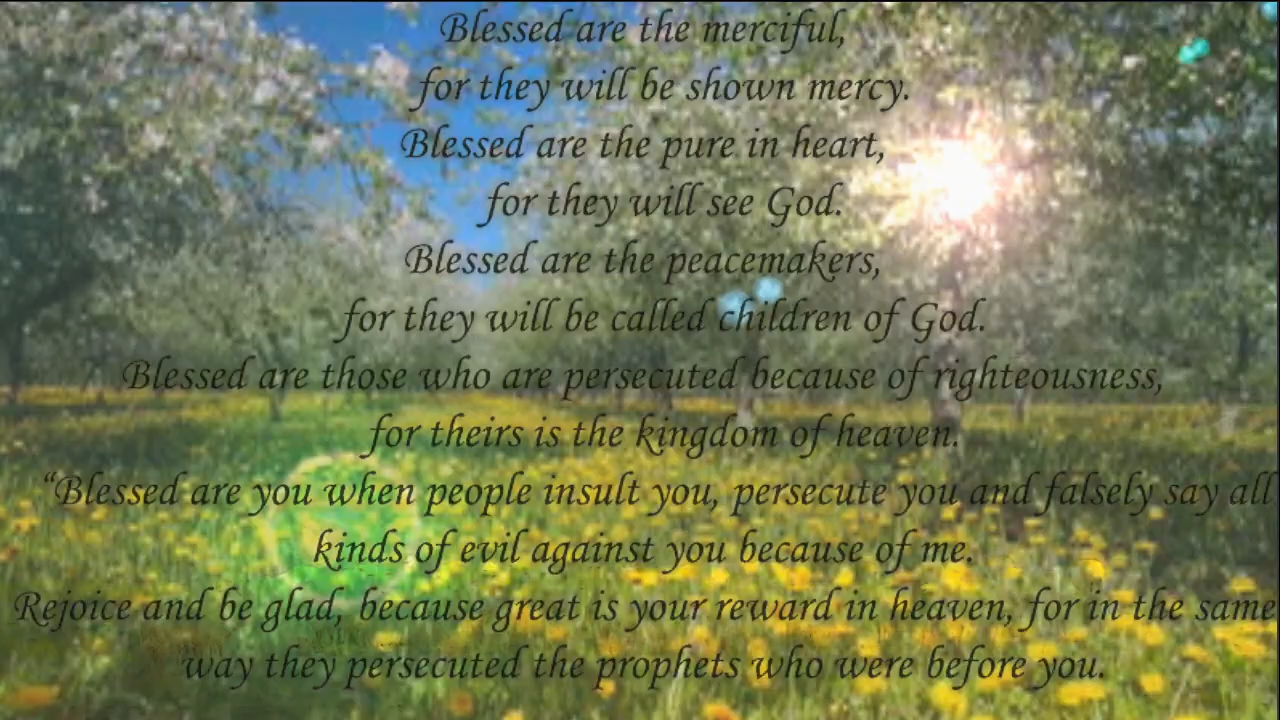 Blessed are the merciful,
for they will be shown mercy.
Blessed are the pure in heart,
for they will see God.
Blessed are the peacemakers,
for they will be called children of God.
Blessed are those who are persecuted because of righteousness,
for theirs is the kingdom of heaven.
“Blessed are you when people insult you, persecute you and falsely say all
kinds of evil against you because of me.
Rejoice and be glad, because great is your reward in heaven, for in the same
way they persecuted the prophets who were before you.